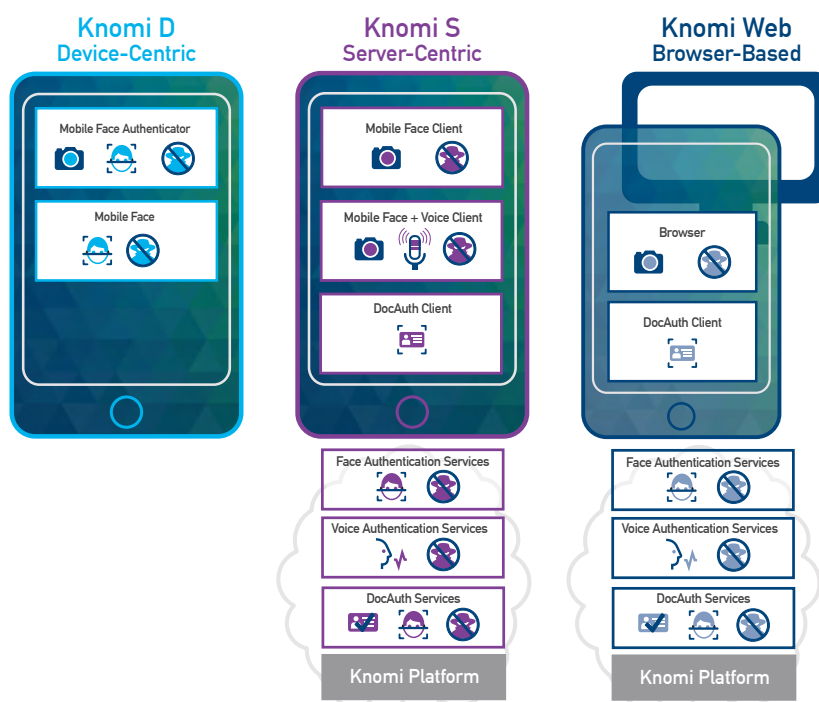 Knomi D
Device-Centric
Mobile Face Authenticator
Mobile Face
Knomi S
Server-Centric
Mobile Face Client
Mobile Face + Voice Client
DocAuth Client
Face Authentication Services
Voice Authentication Services
DocAuth Services
Knomi Platform
Knomi Web
Browser-Based
Browser
DocAuth Client
Face Authentication Services
Voice Authentication Services
DocAuth Services
Knomi Platform